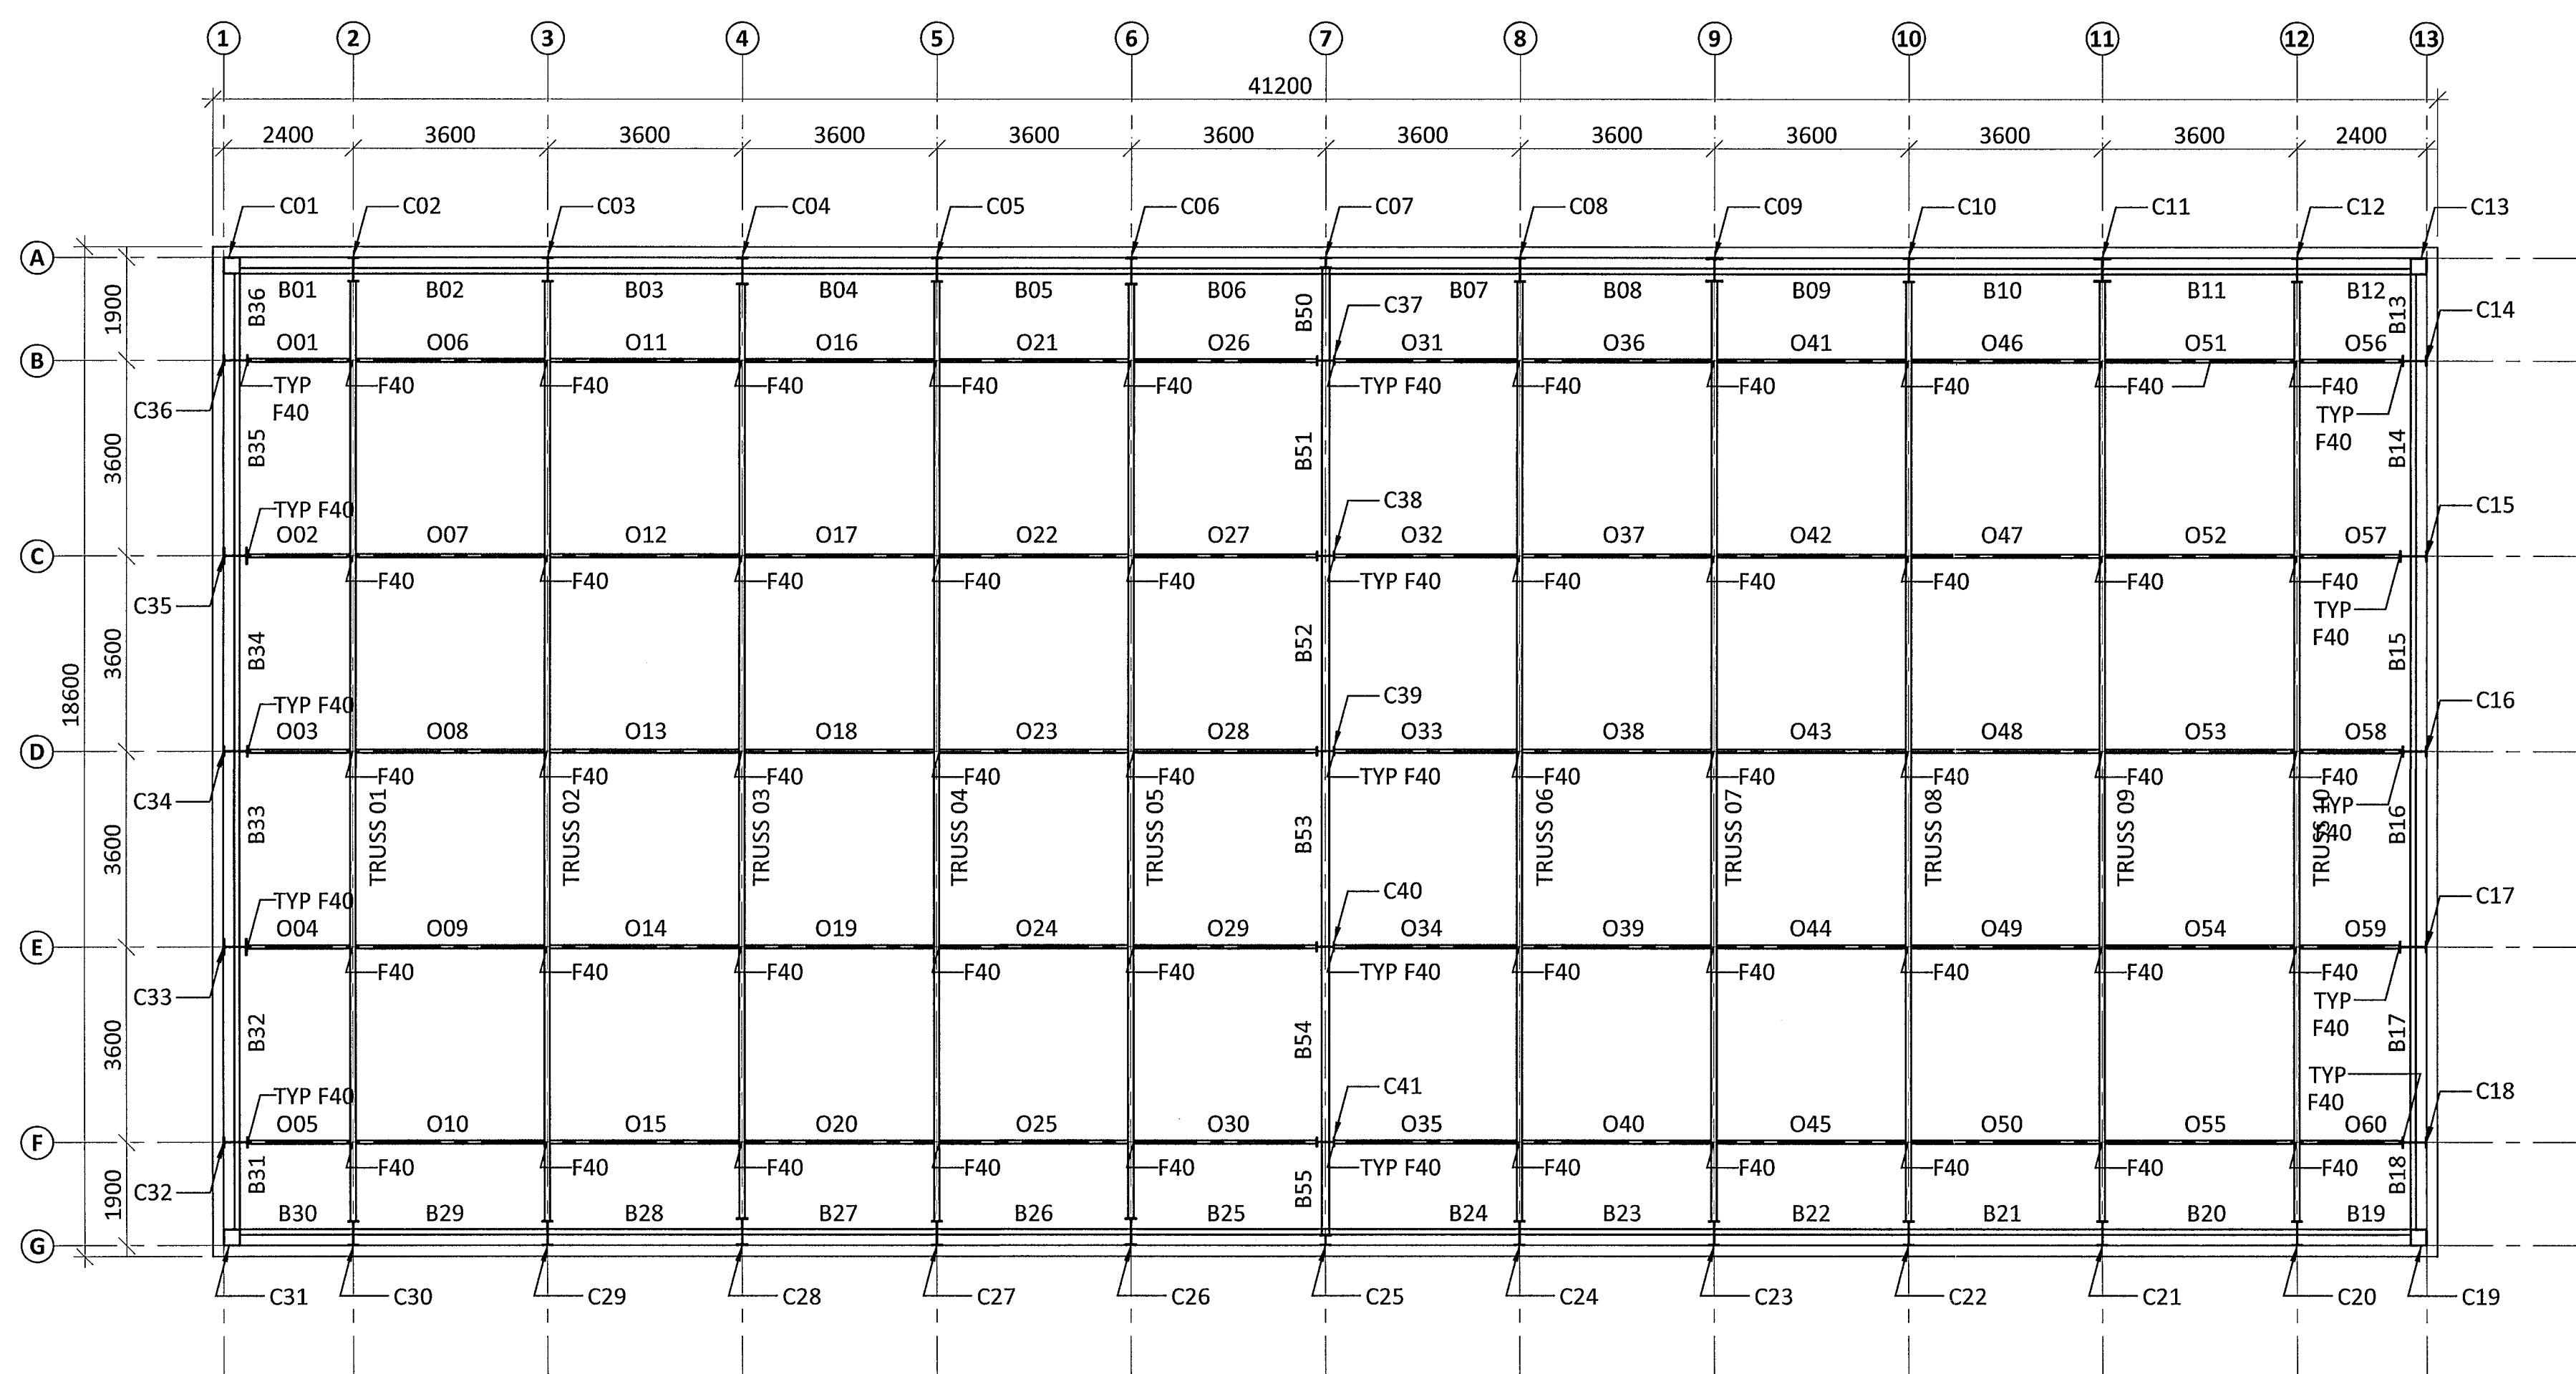 1 2 3 4 5 6 7 8 9 10 11 12 13
41200
2400 3600 3600 3600 3600 3600 3600 3600 3600 3600 3600 2400
C01 C02 C03 C04 C05 C06 C07 C08 C09 C10 C11 C12 C13
A
B01 B02 B03 B04 B05 B06 B07 B08 B09 B10 B11 B12
1900 B36 B50 C37 B13 C14
O01 O06 O11 O16 O21 O26 O31 O36 O41 O46 O51 O56
B
TYP F40 F40 F40 F40 F40 TYP F40 F40 F40 F40 F40 F40
F40
C36 TYP
F40
3600 B35 B51 B14
TYP F40 C38 C15
O02 O07 O12 O17 O22 O27 O32 O37 O42 O47 O52 O57
C
F40 F40 F40 F40 F40 TYP F40 F40 F40 F40 F40 F40
C35 TYP
F40
3600 B34 B52 B15
18600
TYP F40 C39 C16
O03 O08 O13 O18 O23 O28 O33 O38 O43 O48 O53 O58
D
F40 F40 F40 F40 F40 TYP F40 F40 F40 F40 F40 F40
C34 TYP
F40
3600 B33 TRUSS 01 TRUSS 02 TRUSS 03 TRUSS 04 TRUSS 05 B53 TRUSS 06 TRUSS 07 TRUSS 08 TRUSS 09 TRUSS 10 B16
TYP F40 C40 C17
O04 O09 O14 O19 O24 O29 O34 O39 O44 O49 O54 O59
E
F40 F40 F40 F40 F40 TYP F40 F40 F40 F40 F40 F40
C33 TYP
F40
3600 B32 B54 B17
TYP
F40
TYP F40 C41 C18
O05 O10 O15 O20 O25 O30 O35 O40 O45 O50 O55 O60
F
F40 F40 F40 F40 F40 TYP F40 F40 F40 F40 F40 F40
C32 1900 B31 B55 B18
B30 B29 B28 B27 B26 B25 B24 B23 B22 B21 B20 B19
G
C31 C30 C29 C28 C27 C26 C25 C24 C23 C22 C21 C20 C19